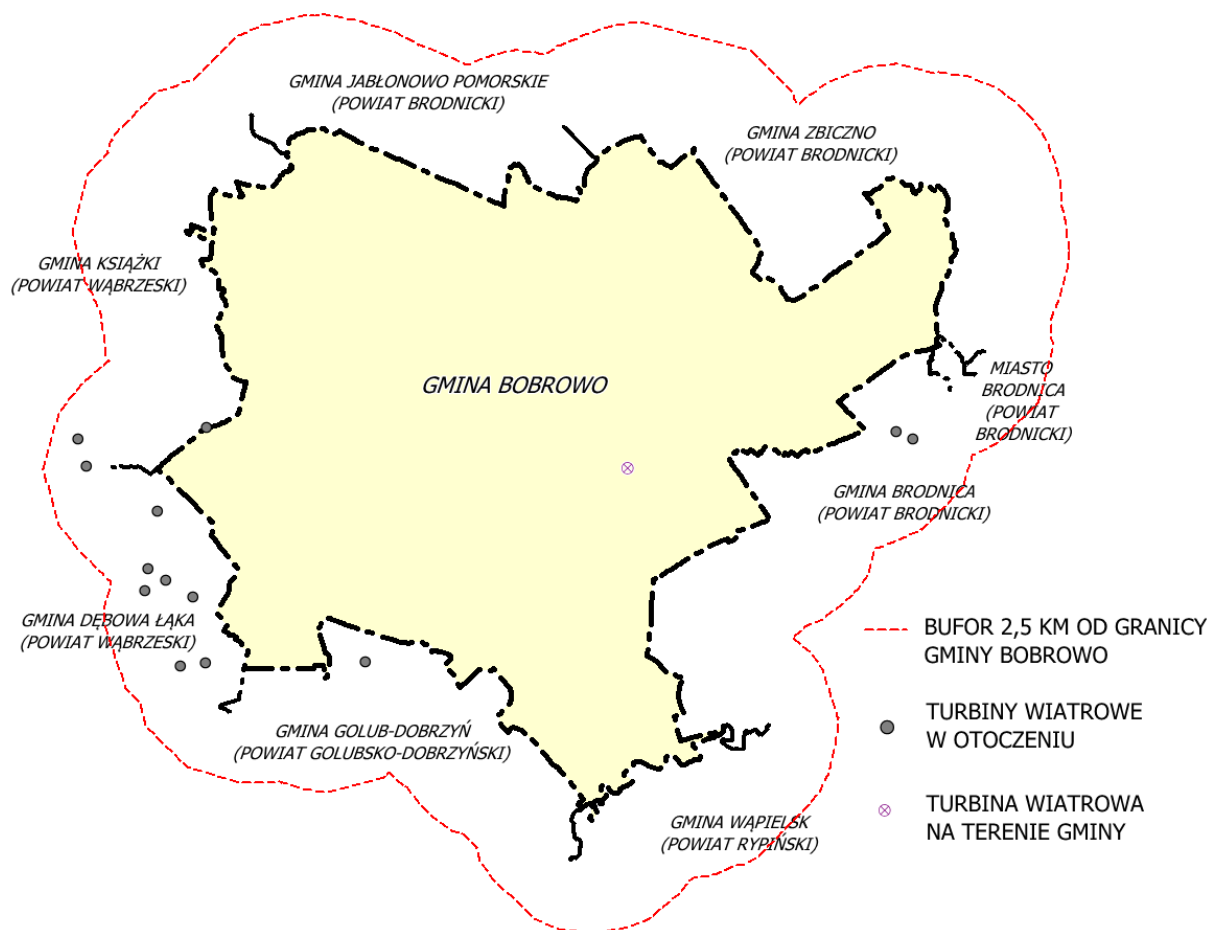 GMINA JABŁONOWO POMORSKIE
(POWIAT BRODNICKI)
GMINA ZBICZNO
(POWIAT BRODNICKI)
GMINA KSIĄŻKI
(POWIAT WĄBRZESKI)
GMINA BOBROWO
MIASTO
BRODNICA
(POWIAT
BRODNICKI)
GMINA BRODNICA
(POWIAT BRODNICKI)
GMINA DĘBOWA ŁĄKA
(POWIAT WĄBRZESKI)
GMINA GOLUB-DOBRZYŃ
(POWIAT GOLUBSKO-DOBRZYŃSKI)
GMINA WĄPIELSK
(POWIAT RYPIŃSKI)
BUFOR 2,5 KM OD GRANICY
GMINY BOBROWO
TURBINY WIATROWE
W OTOCZENIU
TURBINA WIATROWA
NA TERENIE GMINY